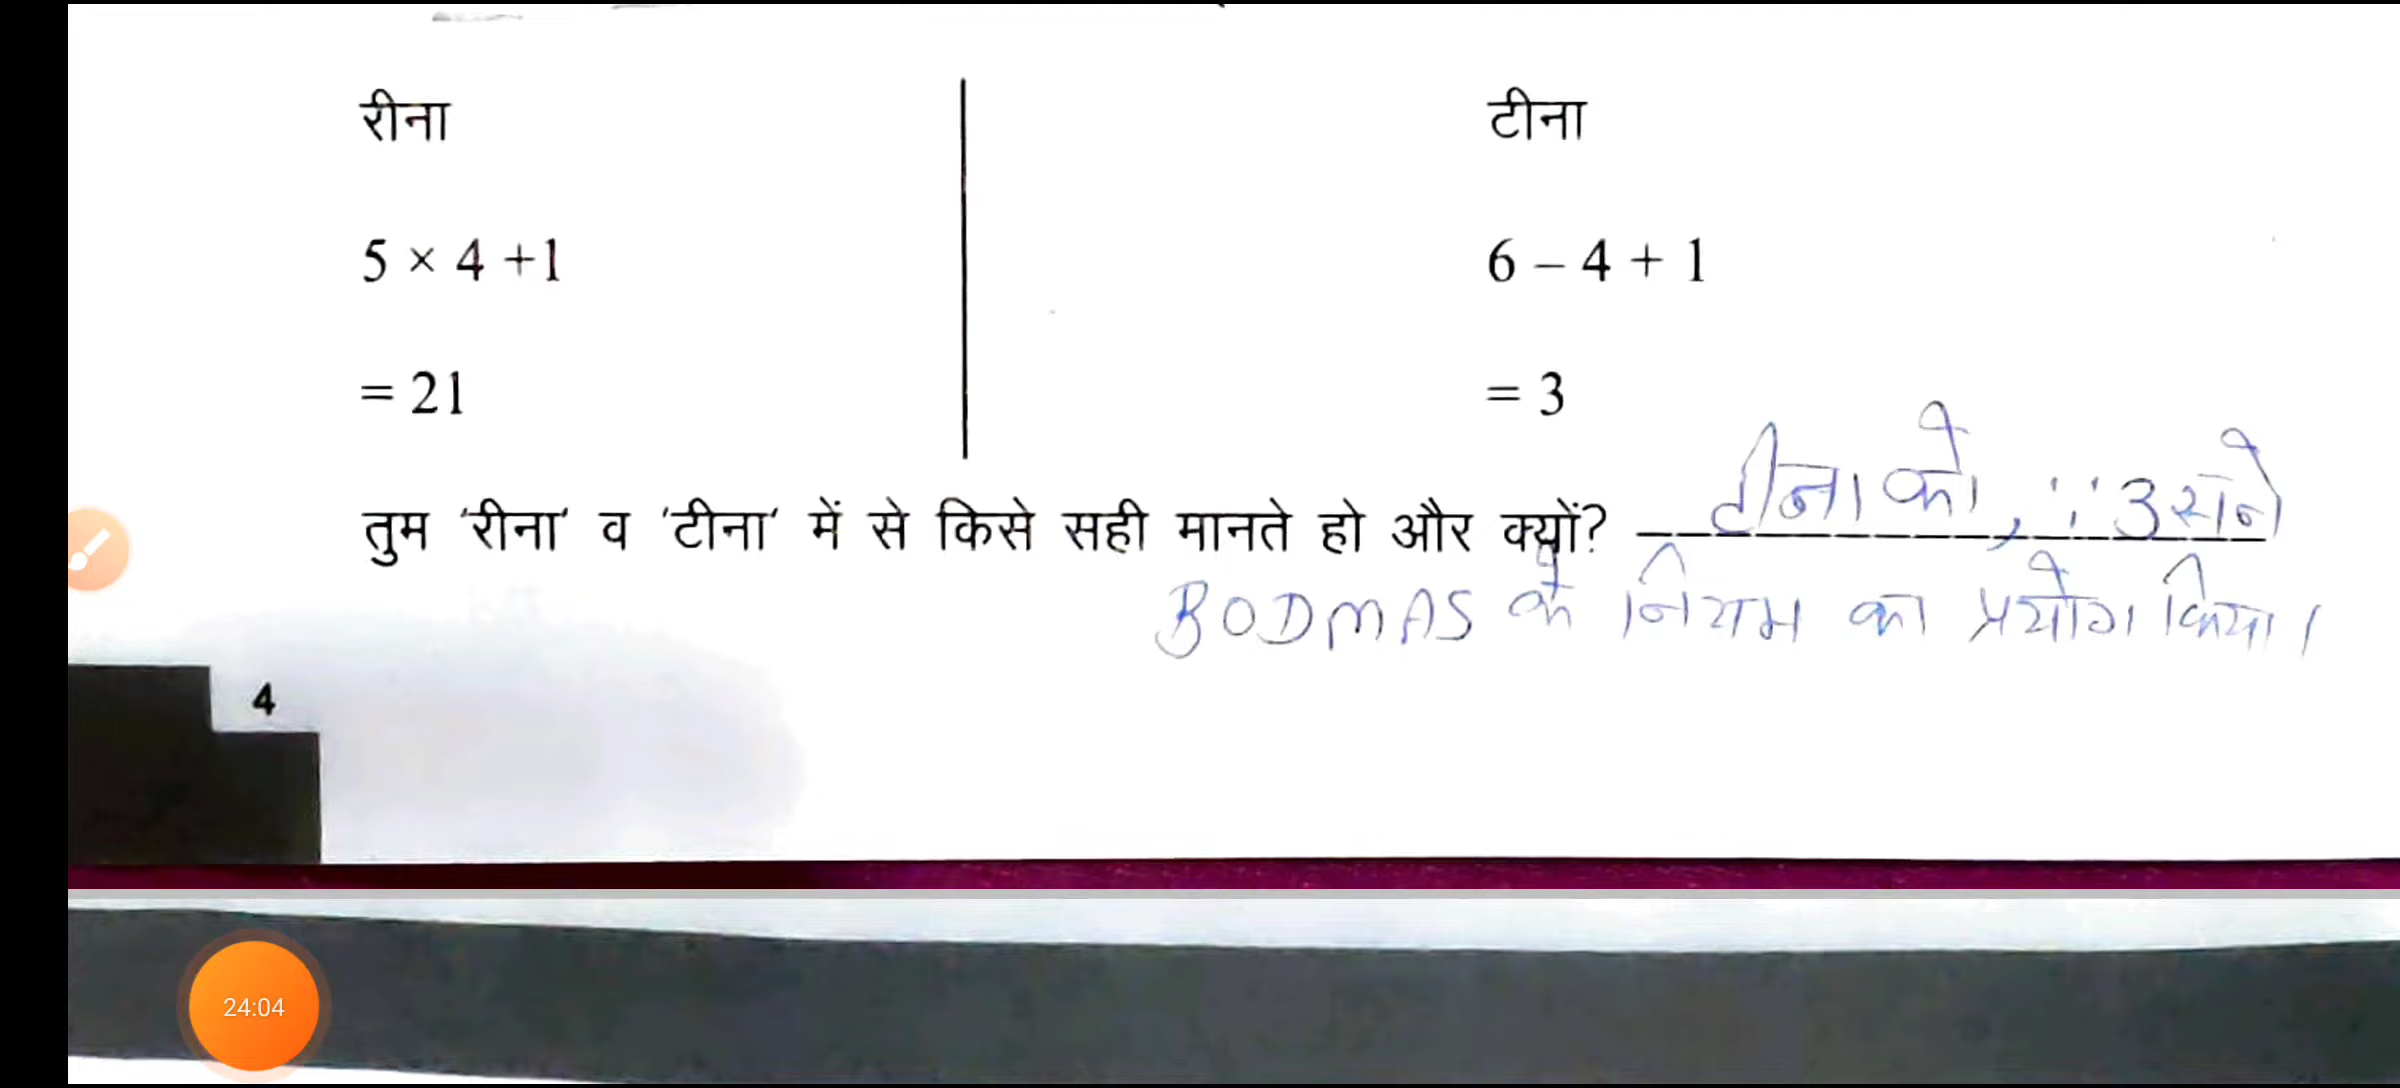 रीना
टीना
5 × 4 +1
6 – 4 + 1
= 21
= 3
तुम ‘रीना’ व ‘टीना’ में से किसे सही मानते हो और क्यों? टीना को, ∵ उसने
BODMAS के नियम का प्रयोग किया।
4
24:04